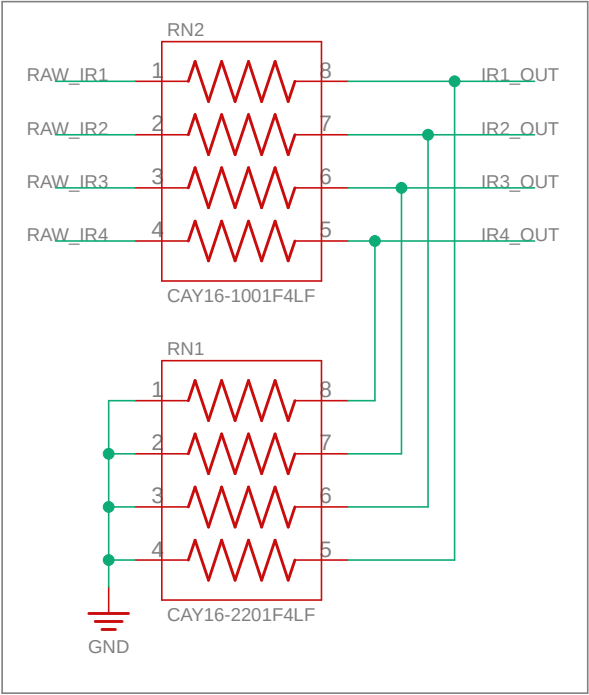 RN2
RAW_IR1 1 8 IR1_OUT
RAW_IR2 2 7 IR2_OUT
RAW_IR3 3 6 IR3_OUT
RAW_IR4 4 5 IR4_OUT
CAY16-1001F4LF
RN1
1 8
2 7
3 6
4 5
CAY16-2201F4LF
GND